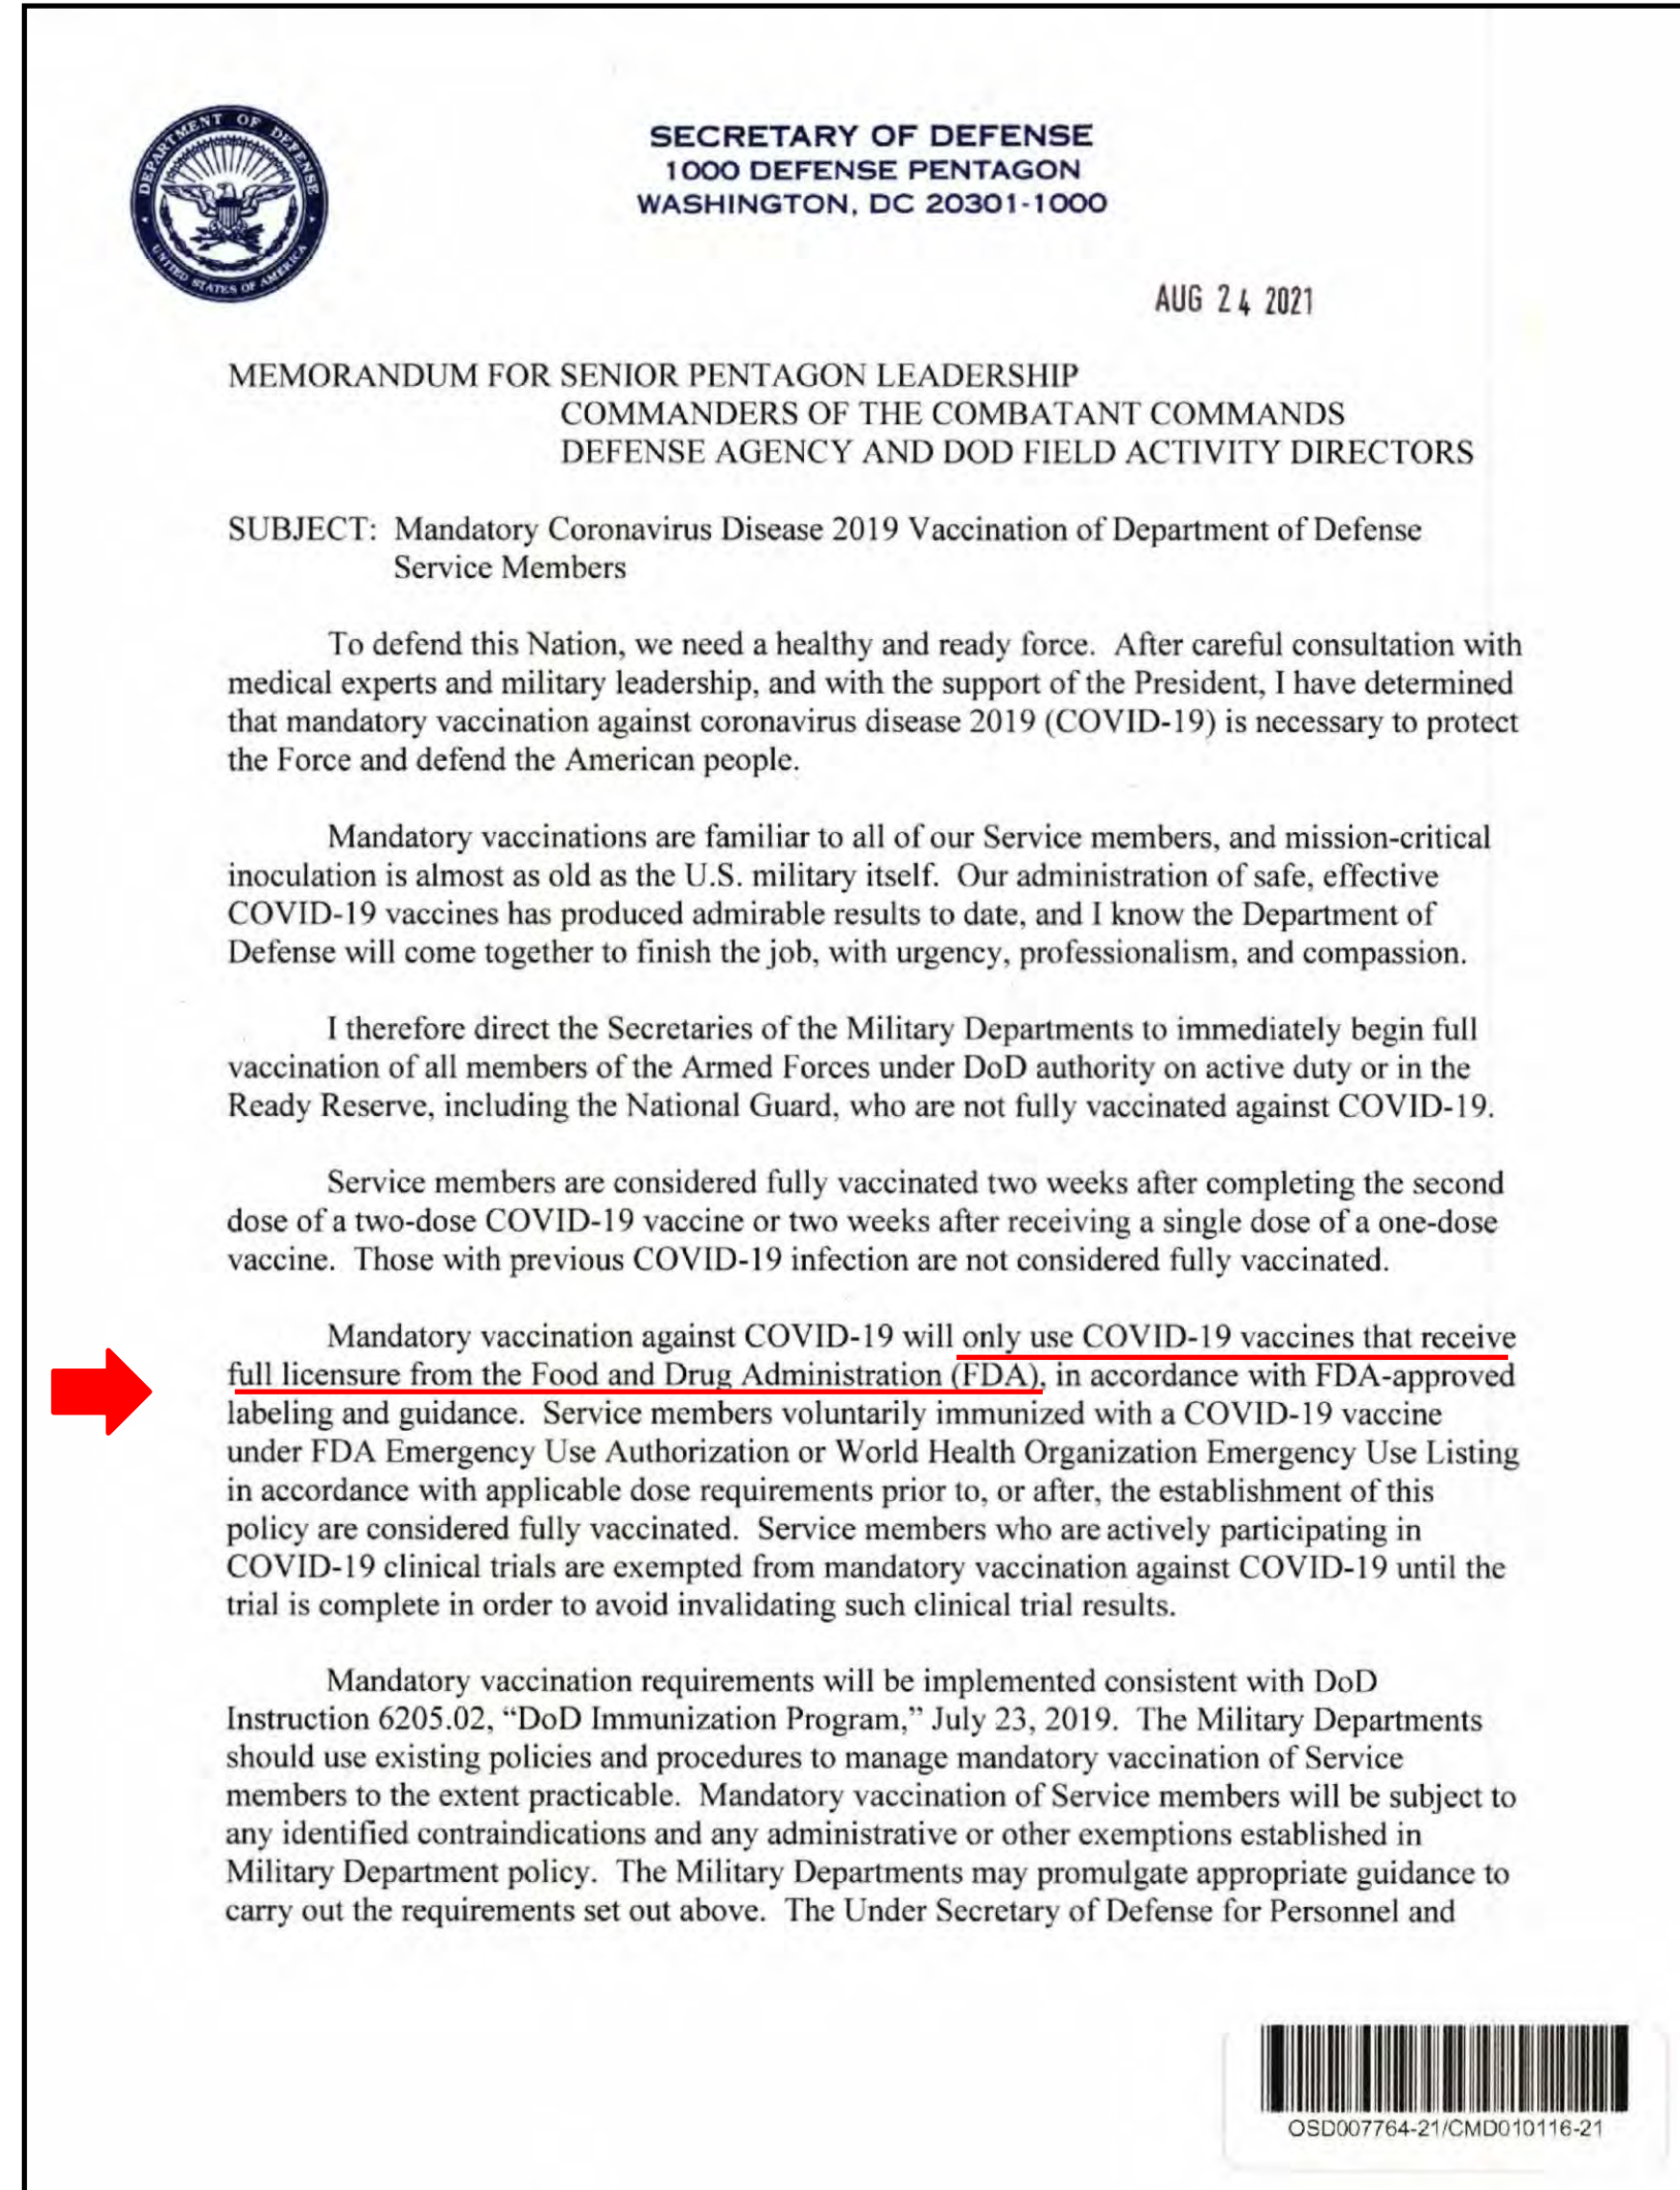 DEPARTMENT OF DEFENSE
UNITED STATES OF AMERICA
SECRETARY OF DEFENSE
1000 DEFENSE PENTAGON
WASHINGTON, DC 20301-1000
AUG 24 2021
MEMORANDUM FOR SENIOR PENTAGON LEADERSHIP
COMMANDERS OF THE COMBATANT COMMANDS
DEFENSE AGENCY AND DOD FIELD ACTIVITY DIRECTORS
SUBJECT: Mandatory Coronavirus Disease 2019 Vaccination of Department of Defense
Service Members
To defend this Nation, we need a healthy and ready force. After careful consultation with
medical experts and military leadership, and with the support of the President, I have determined
that mandatory vaccination against coronavirus disease 2019 (COVID-19) is necessary to protect
the Force and defend the American people.
Mandatory vaccinations are familiar to all of our Service members, and mission-critical
inoculation is almost as old as the U.S. military itself. Our administration of safe, effective
COVID-19 vaccines has produced admirable results to date, and I know the Department of
Defense will come together to finish the job, with urgency, professionalism, and compassion.
I therefore direct the Secretaries of the Military Departments to immediately begin full
vaccination of all members of the Armed Forces under DoD authority on active duty or in the
Ready Reserve, including the National Guard, who are not fully vaccinated against COVID-19.
Service members are considered fully vaccinated two weeks after completing the second
dose of a two-dose COVID-19 vaccine or two weeks after receiving a single dose of a one-dose
vaccine. Those with previous COVID-19 infection are not considered fully vaccinated.
Mandatory vaccination against COVID-19 will only use COVID-19 vaccines that receive
full licensure from the Food and Drug Administration (FDA), in accordance with FDA-approved
labeling and guidance. Service members voluntarily immunized with a COVID-19 vaccine
under FDA Emergency Use Authorization or World Health Organization Emergency Use Listing
in accordance with applicable dose requirements prior to, or after, the establishment of this
policy are considered fully vaccinated. Service members who are actively participating in
COVID-19 clinical trials are exempted from mandatory vaccination against COVID-19 until the
trial is complete in order to avoid invalidating such clinical trial results.
Mandatory vaccination requirements will be implemented consistent with DoD
Instruction 6205.02, “DoD Immunization Program,” July 23, 2019. The Military Departments
should use existing policies and procedures to manage mandatory vaccination of Service
members to the extent practicable. Mandatory vaccination of Service members will be subject to
any identified contraindications and any administrative or other exemptions established in
Military Department policy. The Military Departments may promulgate appropriate guidance to
carry out the requirements set out above. The Under Secretary of Defense for Personnel and
OSD007764-21/CMD010116-21